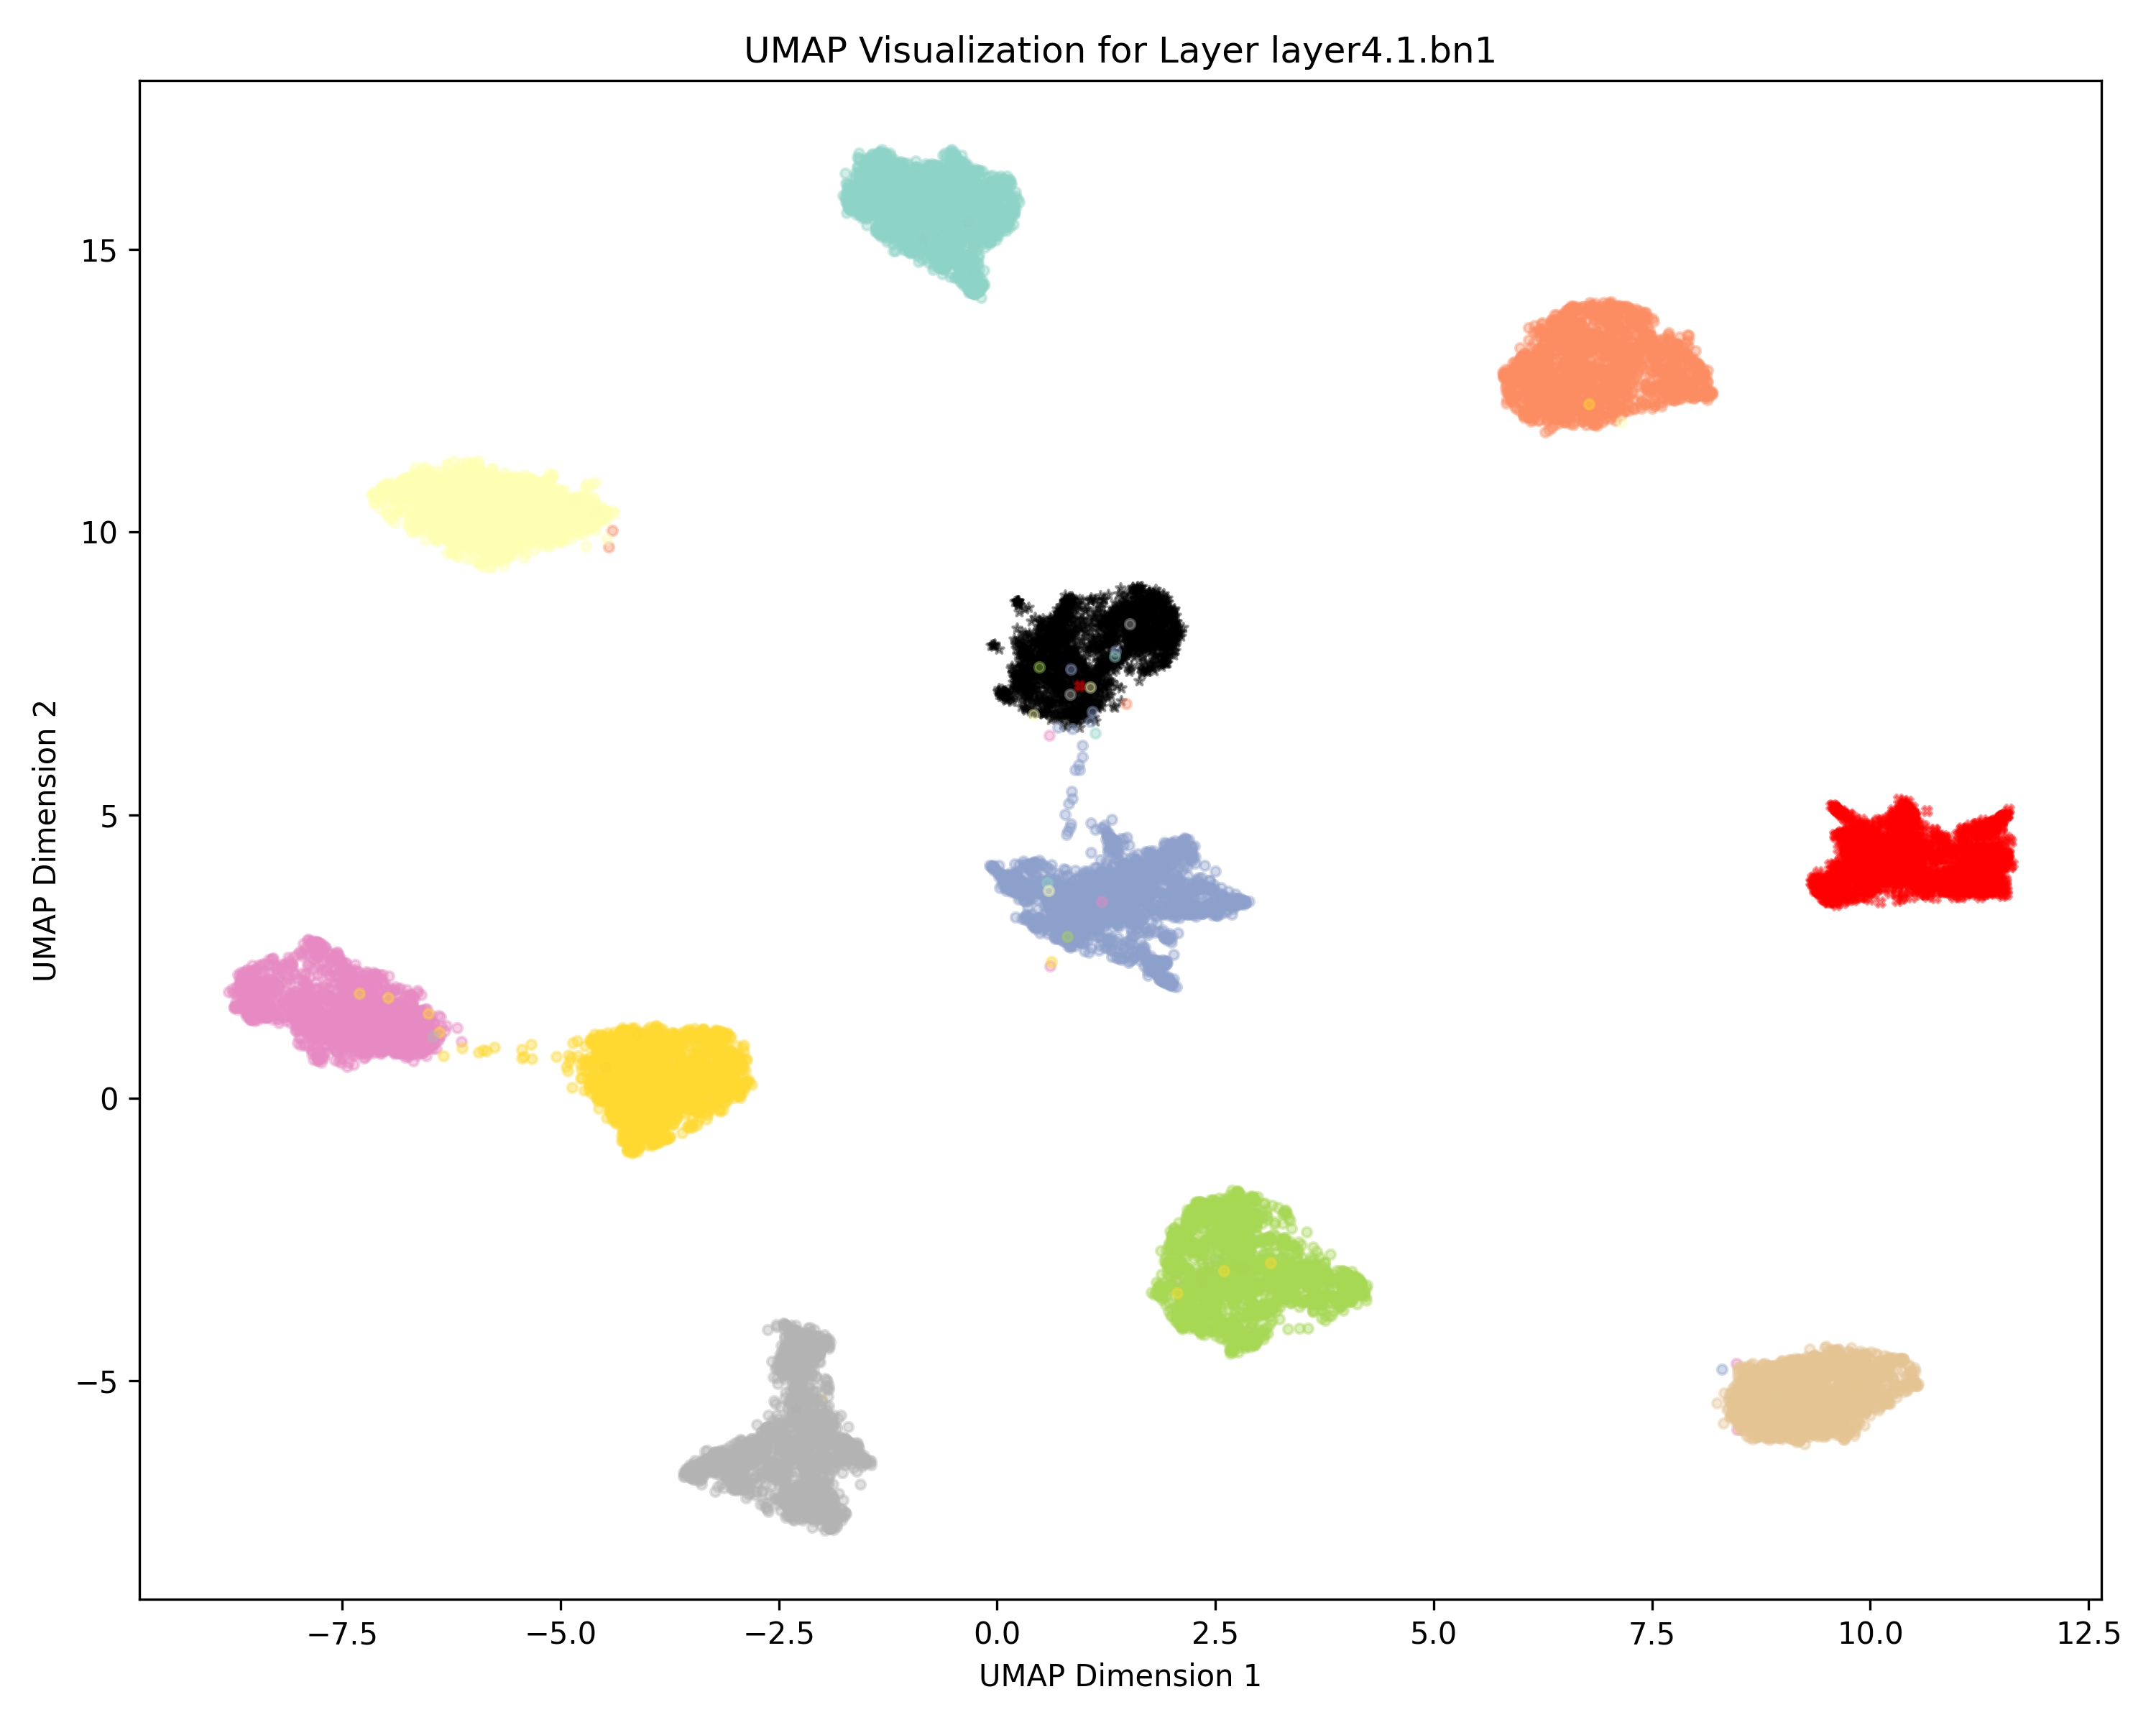 UMAP Visualization for Layer layer4.1.bn1
UMAP Dimension 2
15
10
5
0
−5
−7.5 −5.0 −2.5 0.0 2.5 5.0 7.5 10.0 12.5
UMAP Dimension 1